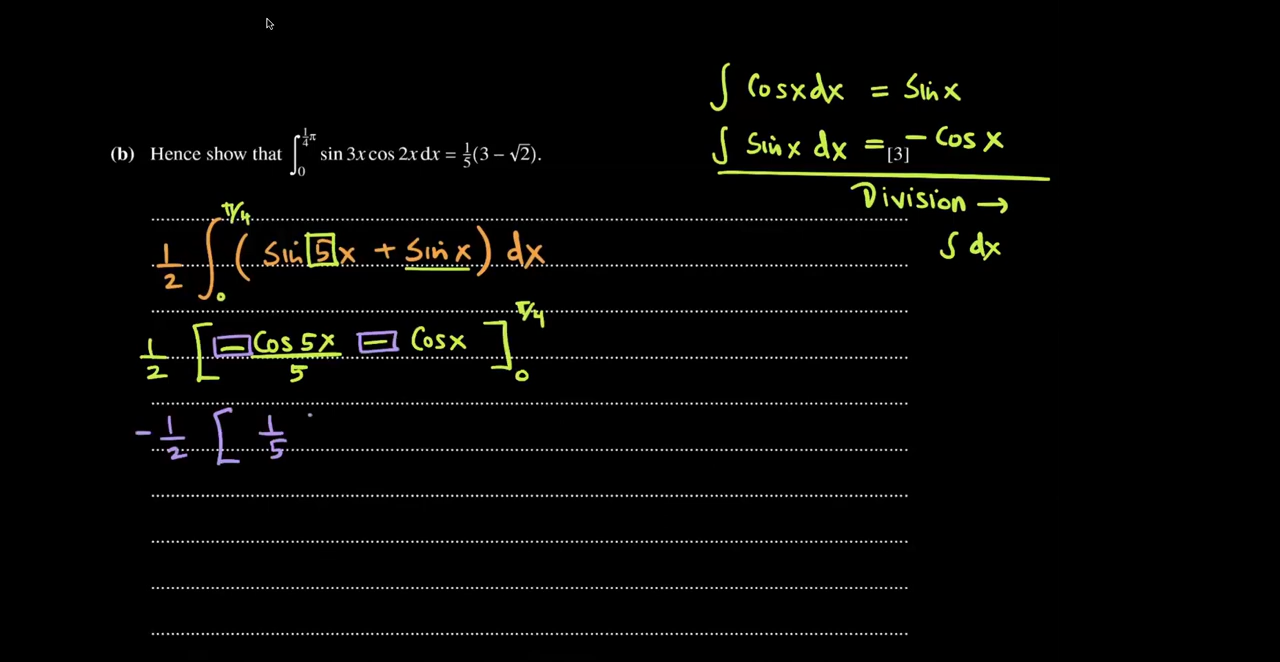 ∫ Cosx dx = Sin x
∫ Sin x dx = - Cos x
(b) Hence show that ∫₀^{¼π} sin 3x cos 2x dx = ⅕(3 − √2).
[3]
Division →
∫ dx
1/2 ∫₀^{π/4} ( Sin 5x + Sin x ) dx
1/2 [ - Cos 5x / 5 - Cos x ]₀^{π/4}
- 1/2 [ 1/5